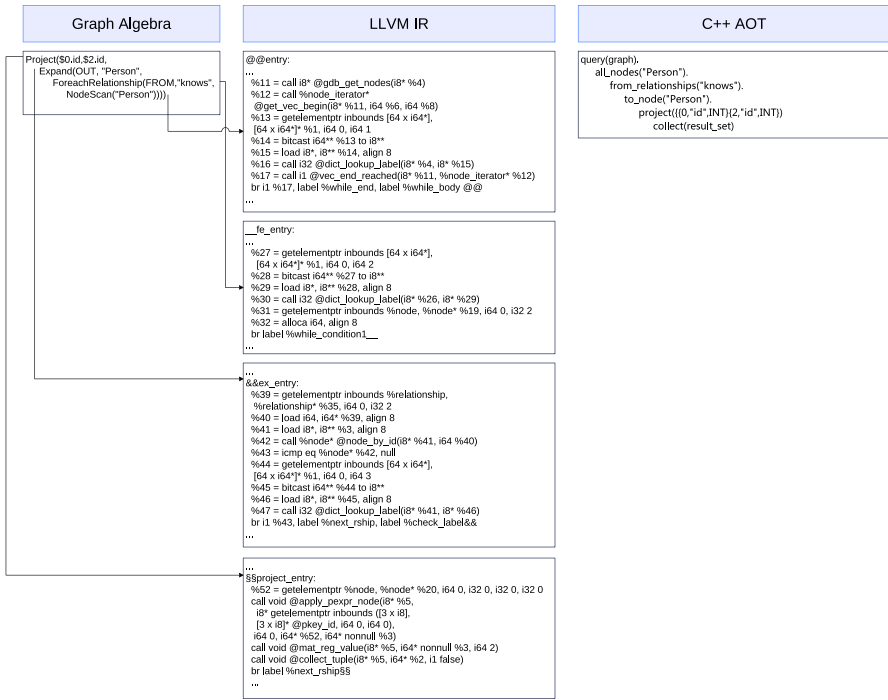 Graph Algebra
Project($0.id,$2.id,
Expand(OUT, "Person",
ForeachRelationship(FROM,"knows",
NodeScan("Person"))))
LLVM IR
@@entry:
...
%11 = call i8* @gdb_get_nodes(i8* %4)
%12 = call %node_iterator*
@get_vec_begin(i8* %11, i64 %6, i64 %8)
%13 = getelementptr inbounds [64 x i64*],
[64 x i64*]* %1, i64 0, i64 1
%14 = bitcast i64** %13 to i8**
%15 = load i8*, i8** %14, align 8
%16 = call i32 @dict_lookup_label(i8* %4, i8* %15)
%17 = call i1 @vec_end_reached(i8* %11, %node_iterator* %12)
br i1 %17, label %while_end, label %while_body @@
...
__fe_entry:
...
%27 = getelementptr inbounds [64 x i64*],
[64 x i64*]* %1, i64 0, i64 2
%28 = bitcast i64** %27 to i8**
%29 = load i8*, i8** %28, align 8
%30 = call i32 @dict_lookup_label(i8* %26, i8* %29)
%31 = getelementptr inbounds %node, %node* %19, i64 0, i32 2
%32 = alloca i64, align 8
br label %while_condition1__
...
...
&&ex_entry:
%39 = getelementptr inbounds %relationship,
%relationship* %35, i64 0, i32 2
%40 = load i64, i64* %39, align 8
%41 = load i8*, i8** %3, align 8
%42 = call %node* @node_by_id(i8* %41, i64 %40)
%43 = icmp eq %node* %42, null
%44 = getelementptr inbounds [64 x i64*],
[64 x i64*]* %1, i64 0, i64 3
%45 = bitcast i64** %44 to i8**
%46 = load i8*, i8** %45, align 8
%47 = call i32 @dict_lookup_label(i8* %41, i8* %46)
br i1 %43, label %next_rship, label %check_label&&
...
...
§§project_entry:
%52 = getelementptr %node, %node* %20, i64 0, i32 0, i32 0, i32 0
call void @apply_pexpr_node(i8* %5,
i8* getelementptr inbounds ([3 x i8],
[3 x i8]* @pkey_id, i64 0, i64 0),
i64 0, i64* %52, i64* nonnull %3)
call void @mat_reg_value(i8* %5, i64* nonnull %3, i64 2)
call void @collect_tuple(i8* %5, i64* %2, i1 false)
br label %next_rship§§
...
C++ AOT
query(graph).
all_nodes("Person").
from_relationships("knows").
to_node("Person").
project({{0,"id",INT}{2,"id",INT})
collect(result_set)